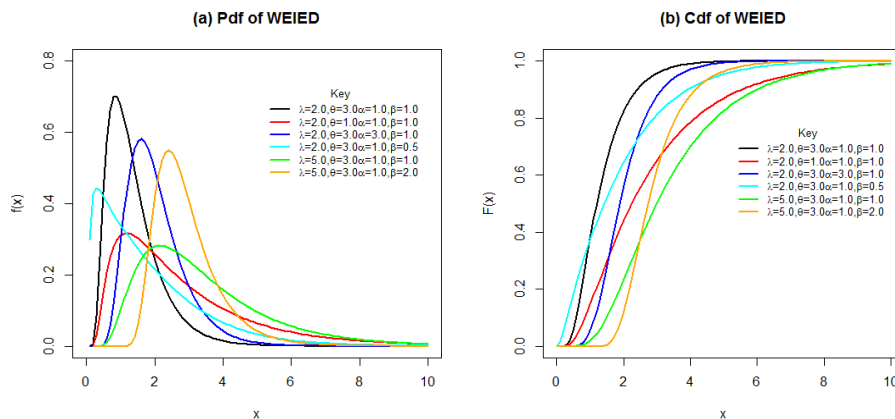 (a) Pdf of WEIED
f(x)
0.8
0.6
0.4
0.2
0.0
Key
λ=2.0,θ=3.0α=1.0,β=1.0
λ=2.0,θ=1.0α=1.0,β=1.0
λ=2.0,θ=3.0α=3.0,β=1.0
λ=2.0,θ=3.0α=1.0,β=0.5
λ=5.0,θ=3.0α=1.0,β=1.0
λ=5.0,θ=3.0α=1.0,β=2.0
0 2 4 6 8 10
x
(b) Cdf of WEIED
F(x)
1.0
0.8
0.6
0.4
0.2
0.0
Key
λ=2.0,θ=3.0α=1.0,β=1.0
λ=2.0,θ=1.0α=1.0,β=1.0
λ=2.0,θ=3.0α=3.0,β=1.0
λ=2.0,θ=3.0α=1.0,β=0.5
λ=5.0,θ=3.0α=1.0,β=1.0
λ=5.0,θ=3.0α=1.0,β=2.0
0 2 4 6 8 10
x